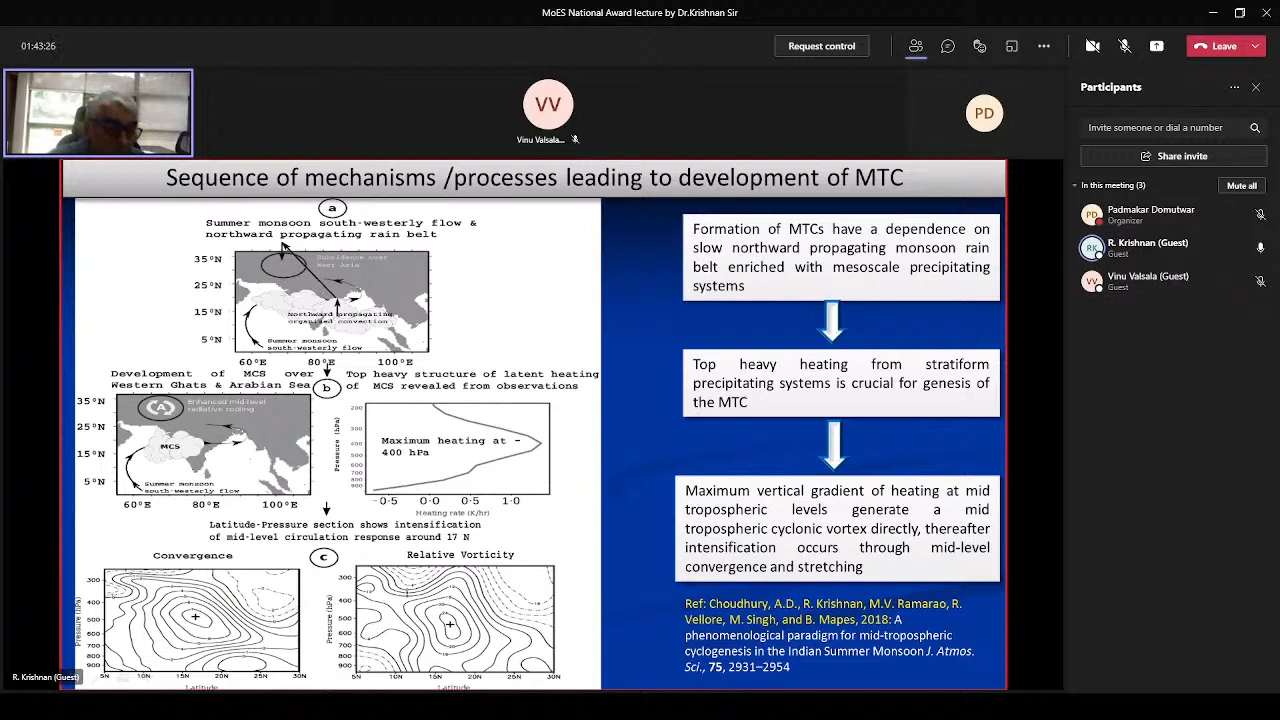 MoES National Award lecture by Dr.Krishnan Sir
01:43:26
Request control
Leave
VV
Vinu Valsala...
PD
Participants
Invite someone or dial a number
Share invite
In this meeting (3)
Mute all
PD
Padmakar Domutwar
Organizer
RK
R. Krishnan (Guest)
Guest
VV
Vinu Valsala (Guest)
Guest
Sequence of mechanisms /processes leading to development of MTC
a
Summer monsoon south-westerly flow &
northward propagating rain belt
35°N
25°N
15°N
5°N
Subsidence over
West Asia
Northward propagating
organized convection
Summer monsoon
south-westerly flow
60°E 80°E 100°E
Development of MCS over
Western Ghats & Arabian Sea
b
Top heavy structure of latent heating
of MCS revealed from observations
35°N
25°N
15°N
5°N
A
Enhanced mid-level
radiative cooling
MCS
Summer monsoon
south-westerly flow
60°E 80°E 100°E
Pressure (hPa)
200
300
400
500
600
700
800
900
Maximum heating at ~
400 hPa
-0.5 0.0 0.5 1.0
Heating rate (K/hr)
Latitude-Pressure section shows intensification
of mid-level circulation response around 17 N
c
Convergence
Relative Vorticity
Pressure (hPa)
300
400
500
600
700
800
900
5N 10N 15N 20N 25N 30N
Latitude
Pressure (hPa)
300
400
500
600
700
800
900
5N 10N 15N 20N 25N 30N
Latitude
Formation of MTCs have a dependence on
slow northward propagating monsoon rain
belt enriched with mesoscale precipitating
systems
Top heavy heating from stratiform
precipitating systems is crucial for genesis of
the MTC
Maximum vertical gradient of heating at mid
tropospheric levels generate a mid
tropospheric cyclonic vortex directly, thereafter
intensification occurs through mid-level
convergence and stretching
Ref: Choudhury, A.D., R. Krishnan, M.V. Ramarao, R.
Vellore, M. Singh, and B. Mapes, 2018: A
phenomenological paradigm for mid-tropospheric
cyclogenesis in the Indian Summer Monsoon J. Atmos.
Sci., 75, 2931–2954
R. Krishnan (Guest)